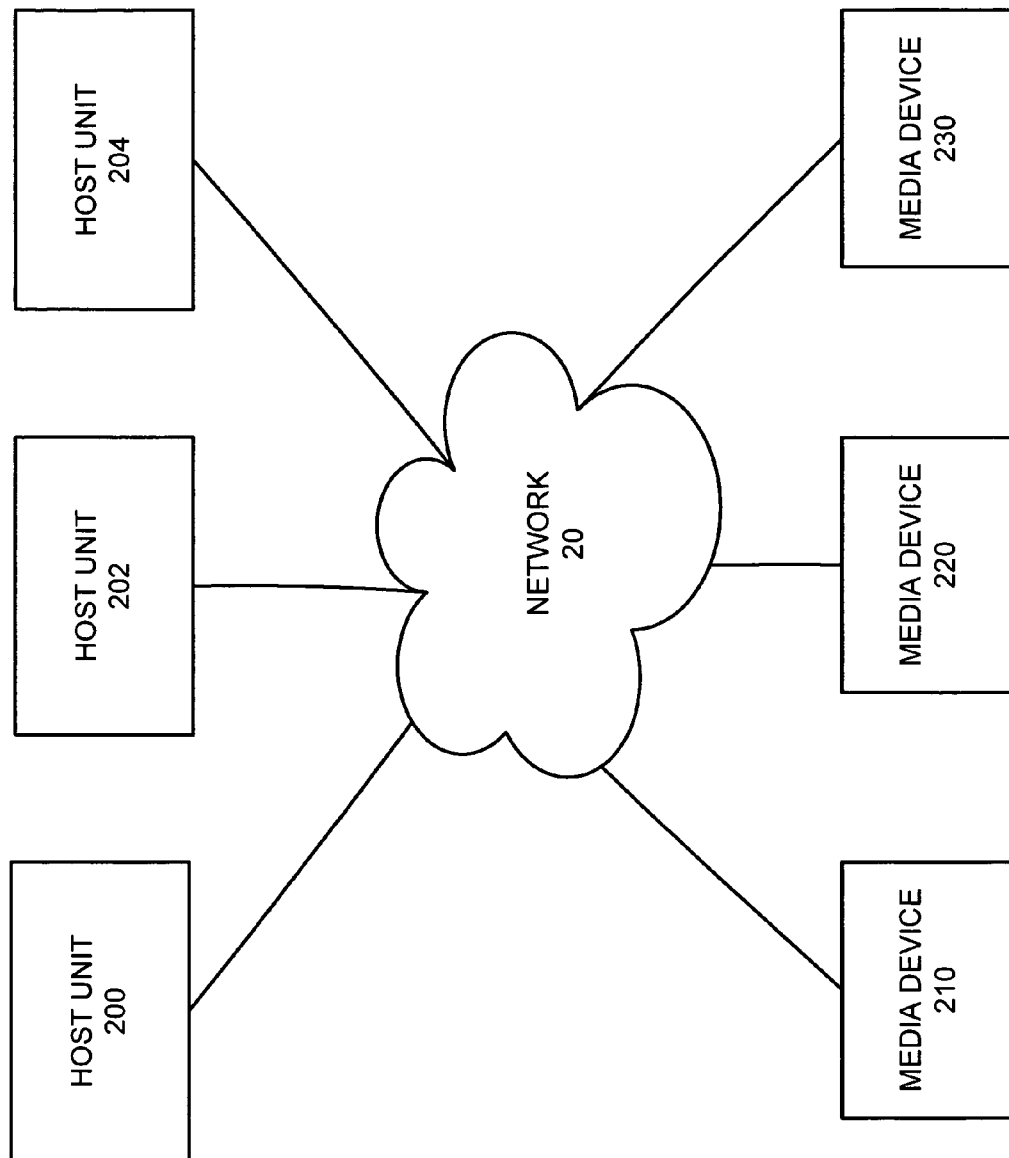 HOST UNIT
200
HOST UNIT
202
HOST UNIT
204
NETWORK
20
MEDIA DEVICE
210
MEDIA DEVICE
220
MEDIA DEVICE
230